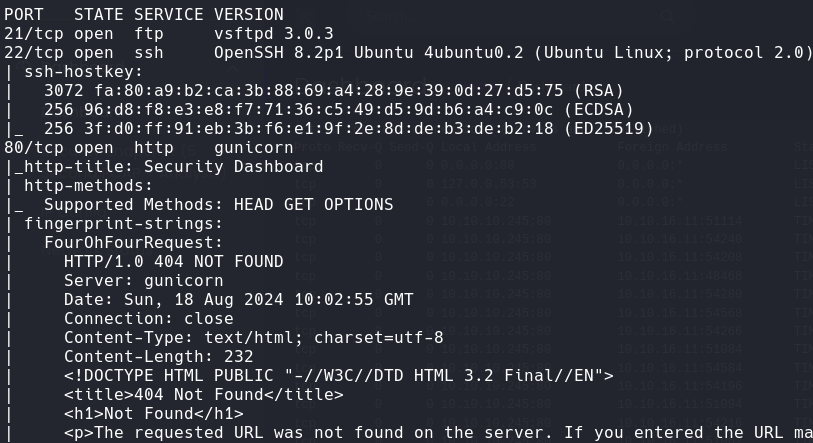 PORT   STATE SERVICE VERSION
21/tcp open  ftp     vsftpd 3.0.3
22/tcp open  ssh     OpenSSH 8.2p1 Ubuntu 4ubuntu0.2 (Ubuntu Linux; protocol 2.0)
| ssh-hostkey:
|   3072 fa:80:a9:b2:ca:3b:88:69:a4:28:9e:39:0d:27:d5:75 (RSA)
|   256 96:d8:f8:e3:e8:f7:71:36:c5:49:d5:9d:b6:a4:c9:0c (ECDSA)
|_  256 3f:d0:ff:91:eb:3b:f6:e1:9f:2e:8d:de:b3:de:b2:18 (ED25519)
80/tcp open  http    gunicorn
|_http-title: Security Dashboard
| http-methods:
|_  Supported Methods: HEAD GET OPTIONS
| fingerprint-strings:
|   FourOhFourRequest:
|     HTTP/1.0 404 NOT FOUND
|     Server: gunicorn
|     Date: Sun, 18 Aug 2024 10:02:55 GMT
|     Connection: close
|     Content-Type: text/html; charset=utf-8
|     Content-Length: 232
|     <!DOCTYPE HTML PUBLIC "-//W3C//DTD HTML 3.2 Final//EN">
|     <title>404 Not Found</title>
|     <h1>Not Found</h1>
|     <p>The requested URL was not found on the server. If you entered the URL ma